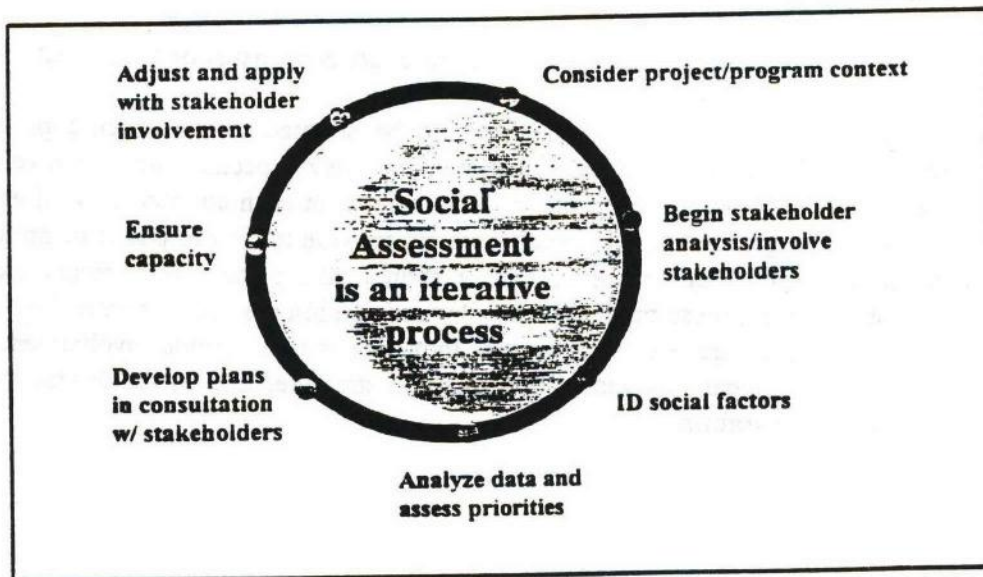 Adjust and apply
with stakeholder
involvement
Consider project/program context
Social
Assessment
is an iterative
process
Begin stakeholder
analysis/involve
stakeholders
Ensure
capacity
Develop plans
in consultation
w/ stakeholders
ID social factors
Analyze data and
assess priorities